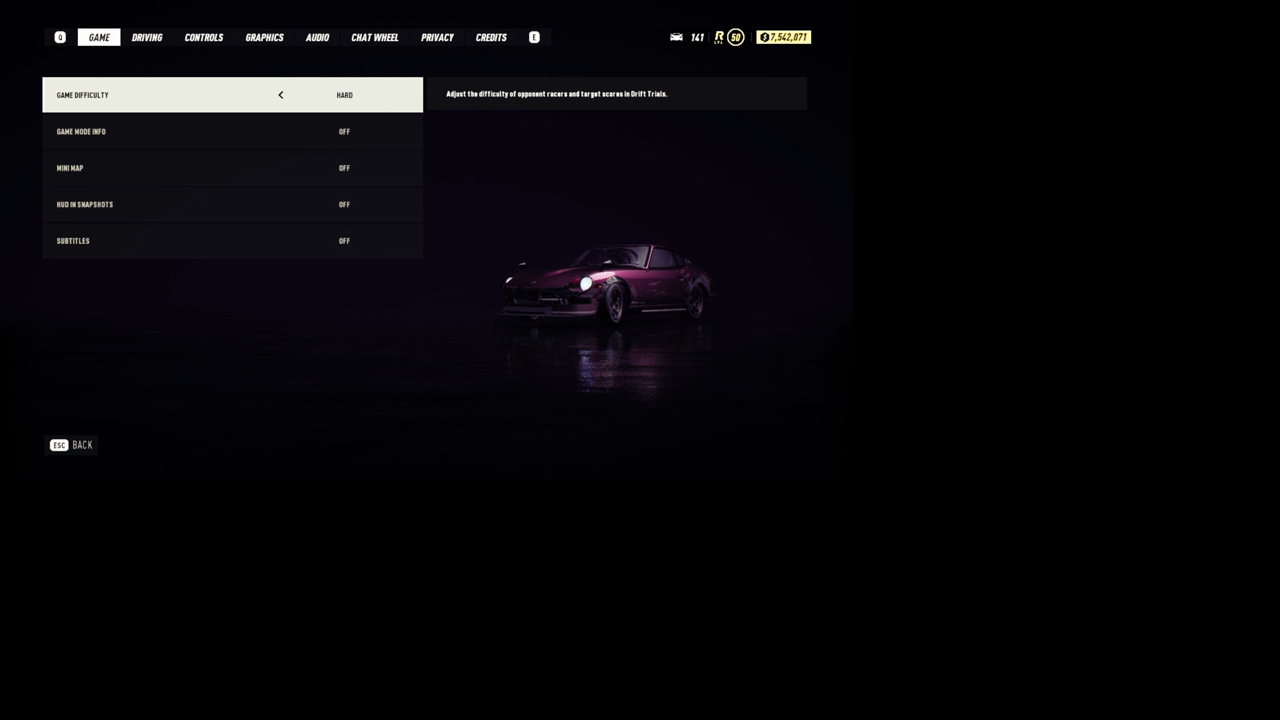 Q GAME DRIVING CONTROLS GRAPHICS AUDIO CHAT WHEEL PRIVACY CREDITS E 141 R LVL 50 7,542,071
GAME DIFFICULTY HARD
Adjust the difficulty of opponent racers and target scores in Drift Trials.
GAME MODE INFO OFF
MINI MAP OFF
HUD IN SNAPSHOTS OFF
SUBTITLES OFF
ESC BACK